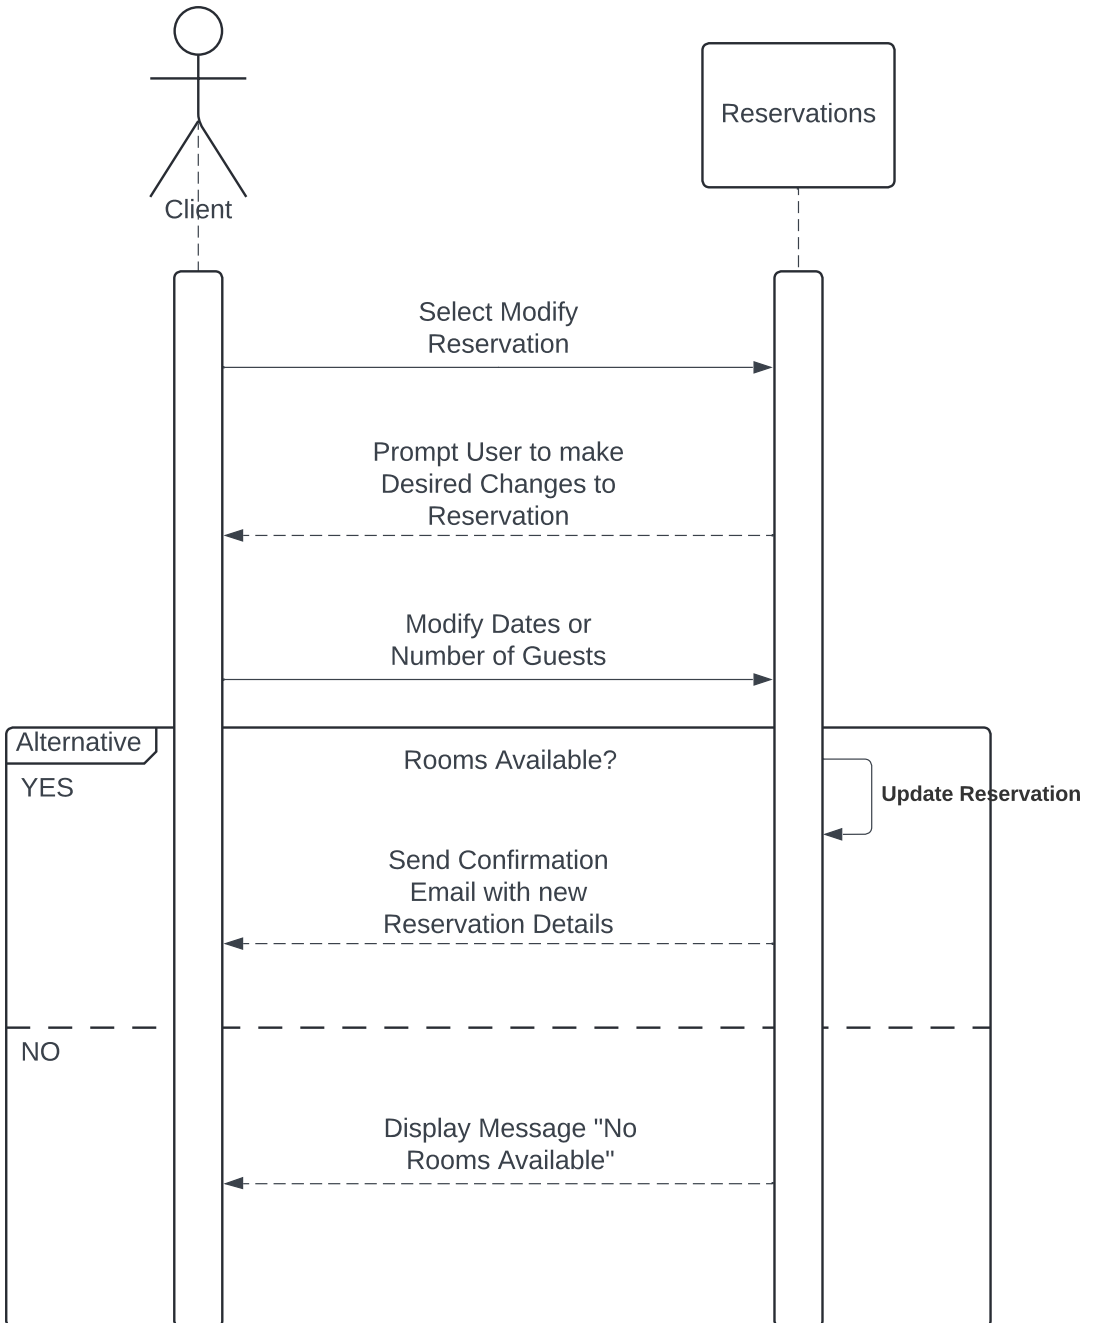 Client
Reservations
Select Modify
Reservation
Prompt User to make
Desired Changes to
Reservation
Modify Dates or
Number of Guests
Alternative
Rooms Available?
YES
Update Reservation
Send Confirmation
Email with new
Reservation Details
NO
Display Message "No
Rooms Available"